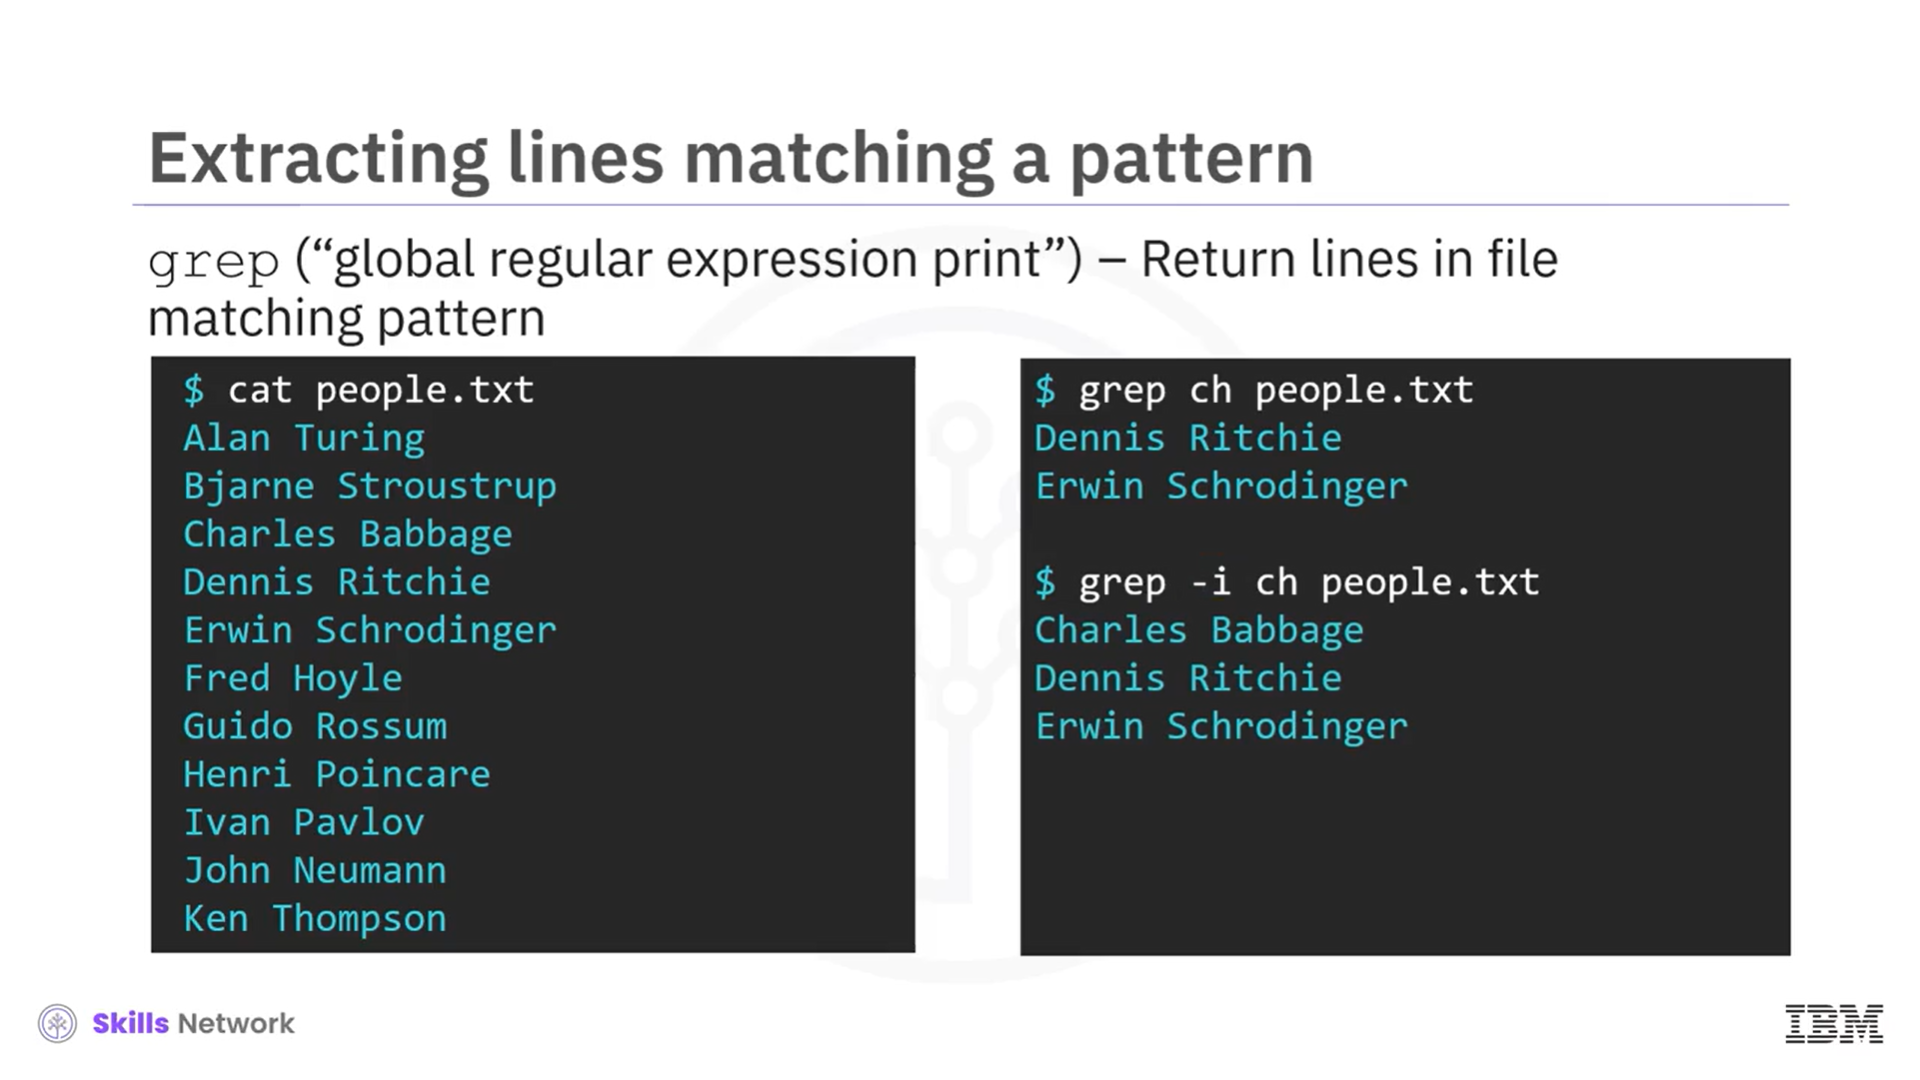 Extracting lines matching a pattern
grep (“global regular expression print”) – Return lines in file
matching pattern
$ cat people.txt
Alan Turing
Bjarne Stroustrup
Charles Babbage
Dennis Ritchie
Erwin Schrodinger
Fred Hoyle
Guido Rossum
Henri Poincare
Ivan Pavlov
John Neumann
Ken Thompson
$ grep ch people.txt
Dennis Ritchie
Erwin Schrodinger
$ grep -i ch people.txt
Charles Babbage
Dennis Ritchie
Erwin Schrodinger
Skills Network
IBM